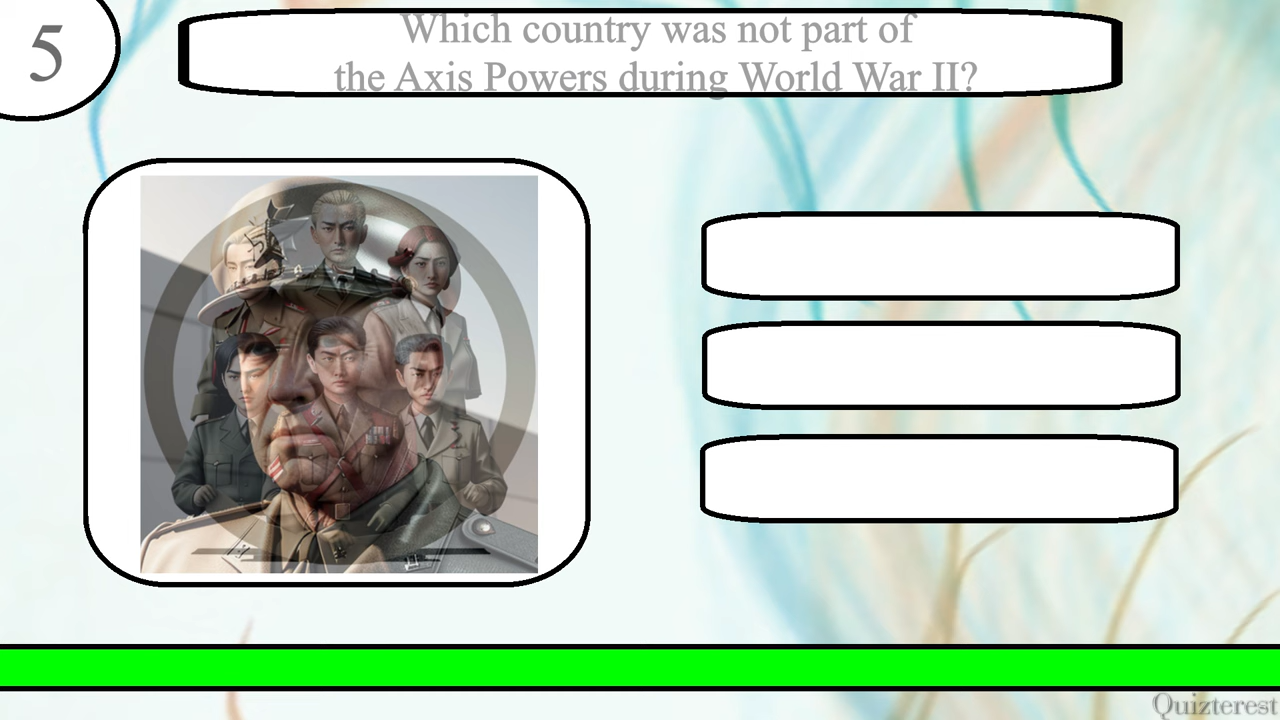 5
Which country was not part of
the Axis Powers during World War II?
Quizterest